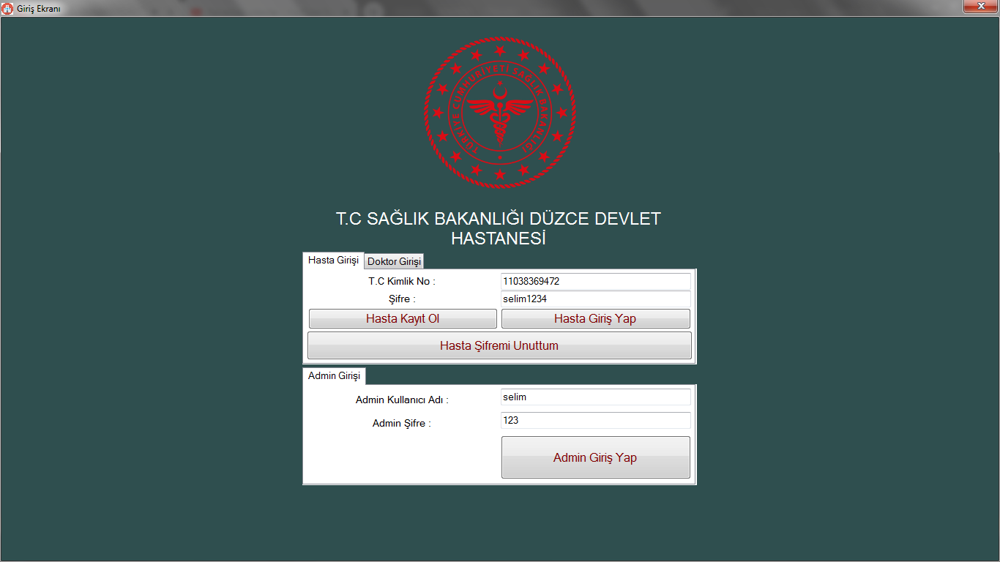 Giriş Ekranı
TÜRKİYE CUMHURİYETİ SAĞLIK BAKANLIĞI
T.C SAĞLIK BAKANLIĞI DÜZCE DEVLET
HASTANESİ
Hasta Girişi Doktor Girişi
T.C Kimlik No : 11038369472
Şifre : selim1234
Hasta Kayıt Ol Hasta Giriş Yap
Hasta Şifremi Unuttum
Admin Girişi
Admin Kullanıcı Adı : selim
Admin Şifre : 123
Admin Giriş Yap